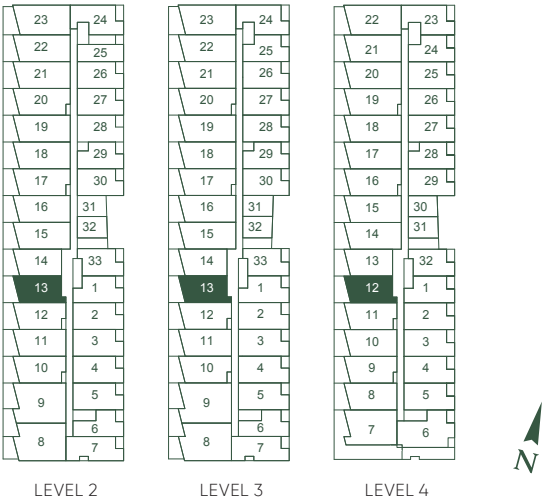 23 24 23 24 22 23
22 25 22 25 21 24
21 26 21 26 20 25
20 27 20 27 19 26
19 28 19 28 18 27
18 29 18 29 17 28
17 30 17 30 16 29
16 31 16 31 15 30
15 32 15 32 14 31
14 33 14 33 13 32
13 1 13 1 12 1
12 2 12 2 11 2
11 3 11 3 10 3
10 4 10 4 9 4
9 5 9 5 8 5
6 6 7 6
8 7 8 7
N
LEVEL 2 LEVEL 3 LEVEL 4